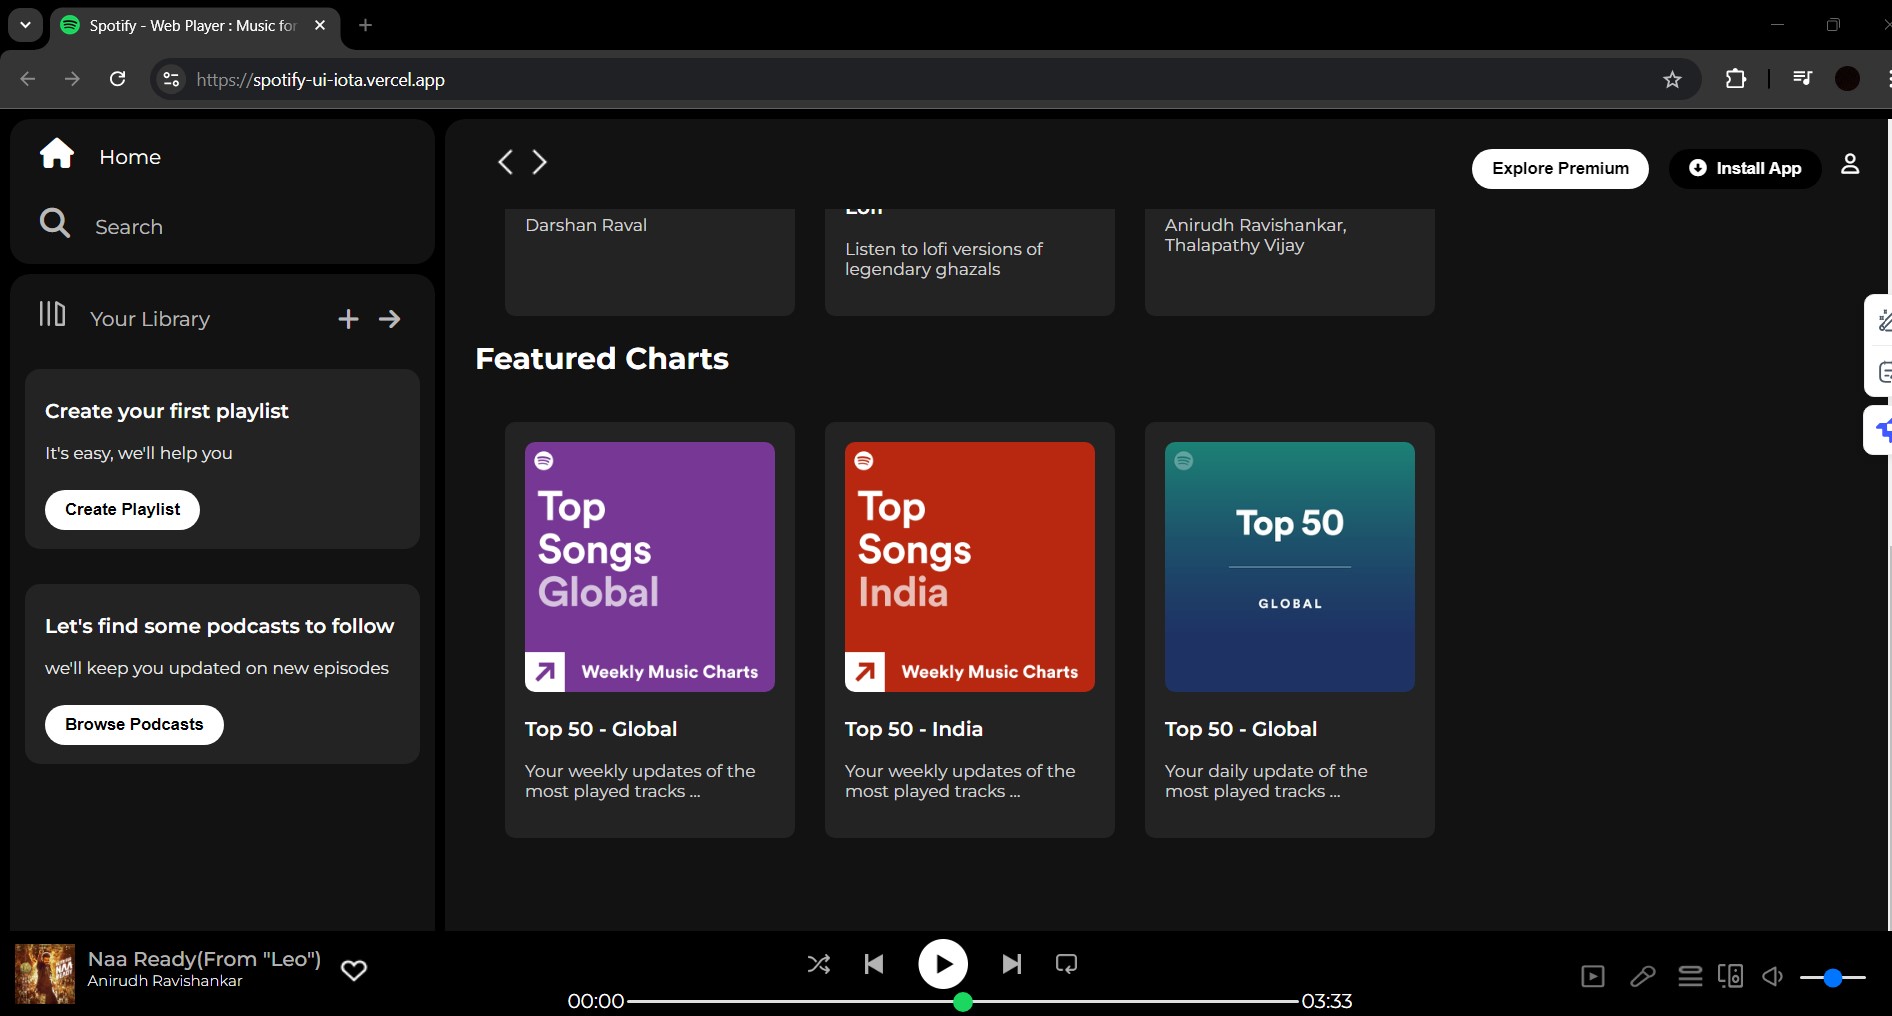 Spotify - Web Player : Music for
https://spotify-ui-iota.vercel.app
Home
Search
Your Library
Create your first playlist
It's easy, we'll help you
Create Playlist
Let's find some podcasts to follow
we'll keep you updated on new episodes
Browse Podcasts
Explore Premium
Install App
Darshan Raval
Lofi
Listen to lofi versions of
legendary ghazals
Anirudh Ravishankar,
Thalapathy Vijay
Featured Charts
Top
Songs
Global
Weekly Music Charts
Top 50 - Global
Your weekly updates of the
most played tracks ...
Top
Songs
India
Weekly Music Charts
Top 50 - India
Your weekly updates of the
most played tracks ...
Top 50
GLOBAL
Top 50 - Global
Your daily update of the
most played tracks ...
Naa Ready(From "Leo")
Anirudh Ravishankar
00:00
03:33